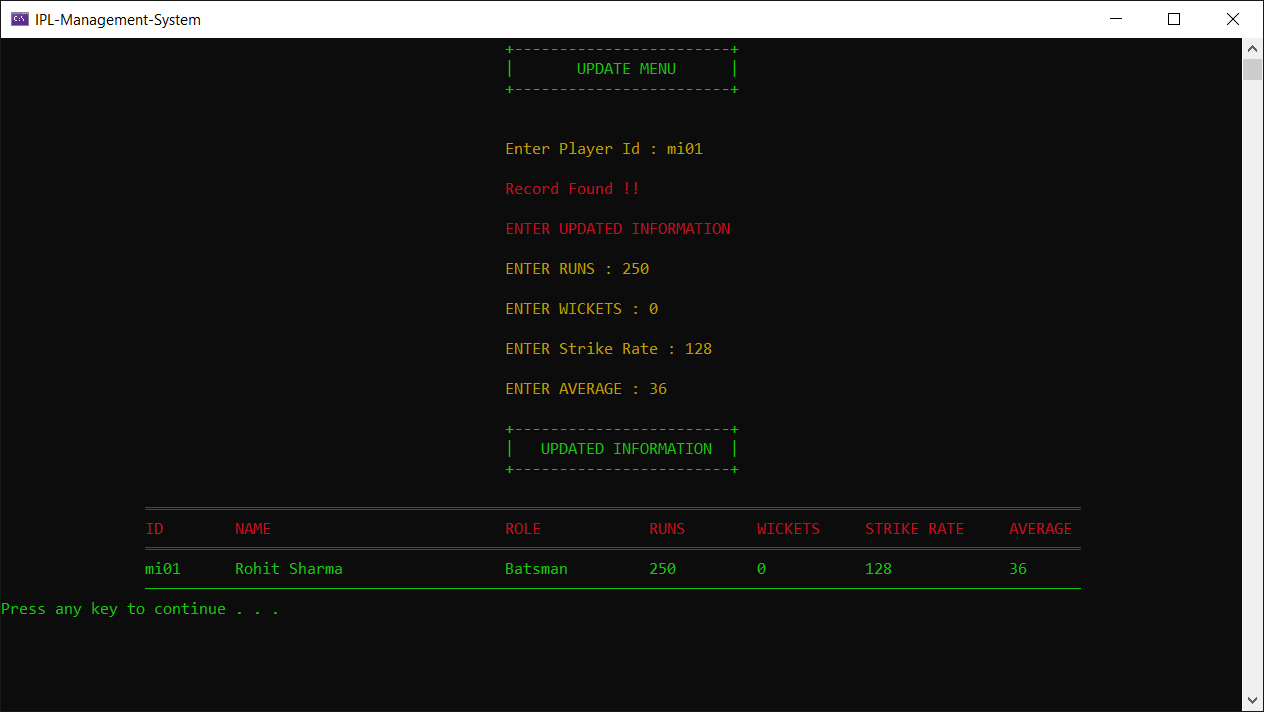 IPL-Management-System
+------------------------+
|       UPDATE MENU      |
+------------------------+
Enter Player Id : mi01
Record Found !!
ENTER UPDATED INFORMATION
ENTER RUNS : 250
ENTER WICKETS : 0
ENTER Strike Rate : 128
ENTER AVERAGE : 36
+------------------------+
|   UPDATED INFORMATION  |
+------------------------+
ID NAME ROLE RUNS WICKETS STRIKE RATE AVERAGE
mi01 Rohit Sharma Batsman 250 0 128 36
Press any key to continue . . .